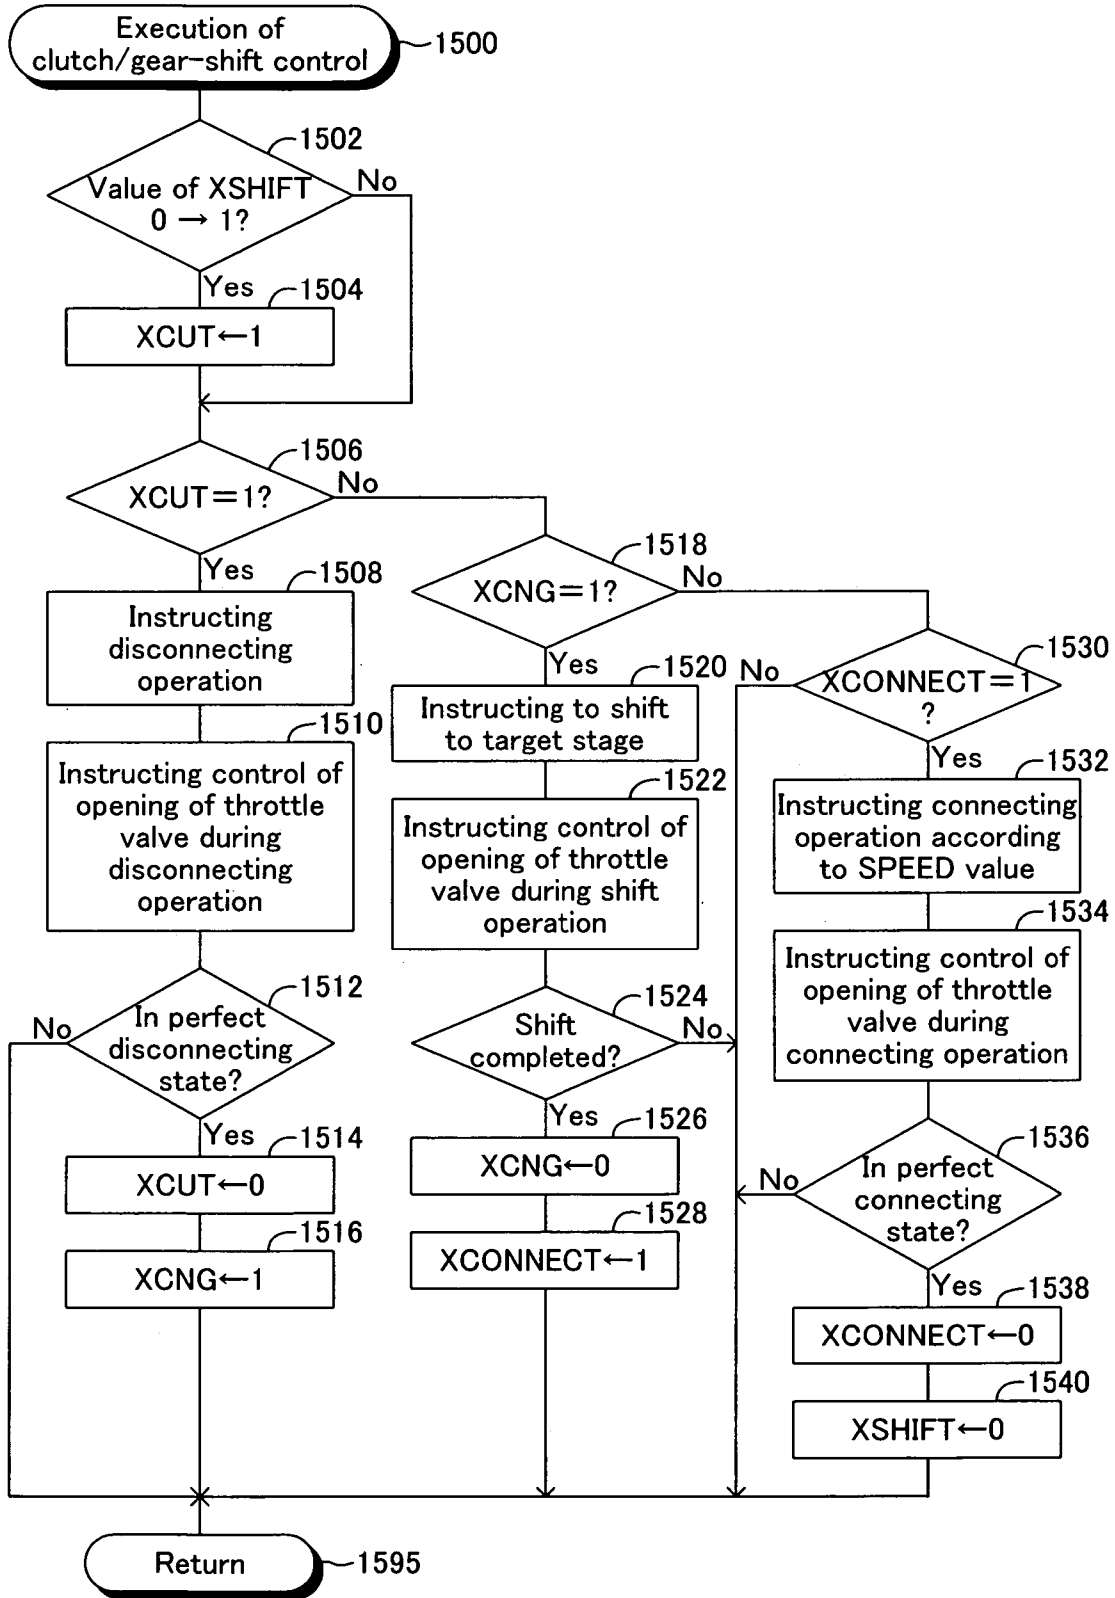 Execution of
clutch/gear-shift control
1500
1502
Value of XSHIFT
0 → 1?
No
Yes
1504
XCUT←1
1506
XCUT=1?
No
Yes
1508
Instructing
disconnecting
operation
1510
Instructing control of
opening of throttle
valve during
disconnecting
operation
1512
In perfect
disconnecting
state?
No
Yes
1514
XCUT←0
1516
XCNG←1
1518
XCNG=1?
No
Yes
1520
Instructing to shift
to target stage
1522
Instructing control of
opening of throttle
valve during shift
operation
1524
Shift
completed?
No
Yes
1526
XCNG←0
1528
XCONNECT←1
1530
XCONNECT=1
?
No
Yes
1532
Instructing connecting
operation according
to SPEED value
1534
Instructing control of
opening of throttle
valve during
connecting operation
1536
In perfect
connecting
state?
No
Yes
1538
XCONNECT←0
1540
XSHIFT←0
Return
1595